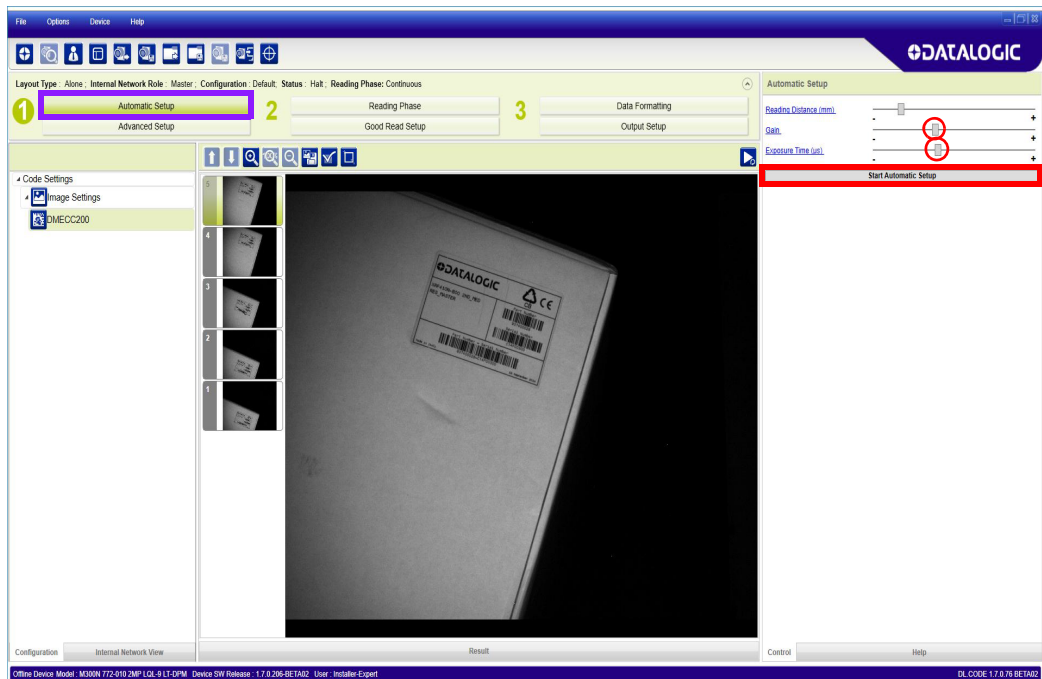 File Options Device Help
DATALOGIC
Layout Type : Alone ; Internal Network Role : Master ; Configuration : Default; Status : Halt ; Reading Phase: Continuous
1 Automatic Setup 2 Reading Phase 3 Data Formatting
Advanced Setup Good Read Setup Output Setup
Automatic Setup
Reading Distance (mm)
- +
Gain
- +
Exposure Time (us)
- +
Start Automatic Setup
Code Settings
Image Settings
DMECC200
5
4
3
2
1
DATALOGIC
CE
Configuration Internal Network View Result Control Help
Offline Device Model : M300N 772-010 2MP LQL-9 LT-DPM Device SW Release : 1.7.0.206-BETA02 User : Installer-Expert DL.CODE 1.7.0.76 BETA02